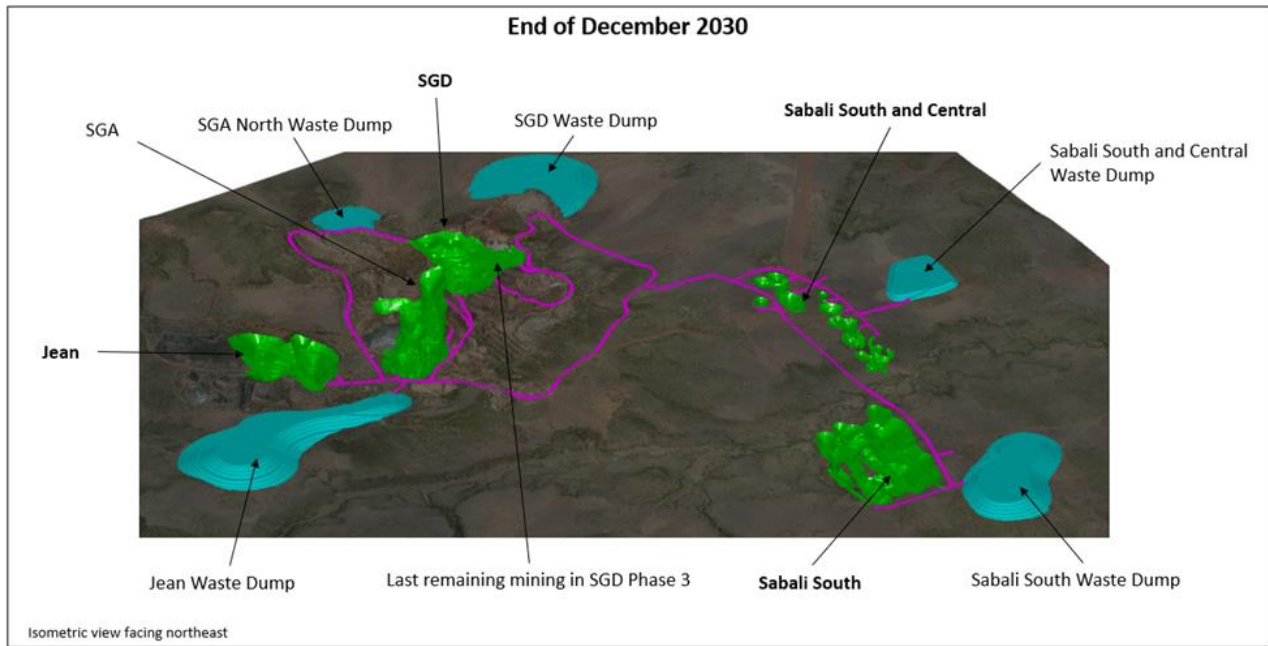 End of December 2030
SGD
SGA
SGA North Waste Dump
SGD Waste Dump
Sabali South and Central
Sabali South and Central
Waste Dump
Jean
Jean Waste Dump
Last remaining mining in SGD Phase 3
Sabali South
Sabali South Waste Dump
Isometric view facing northeast